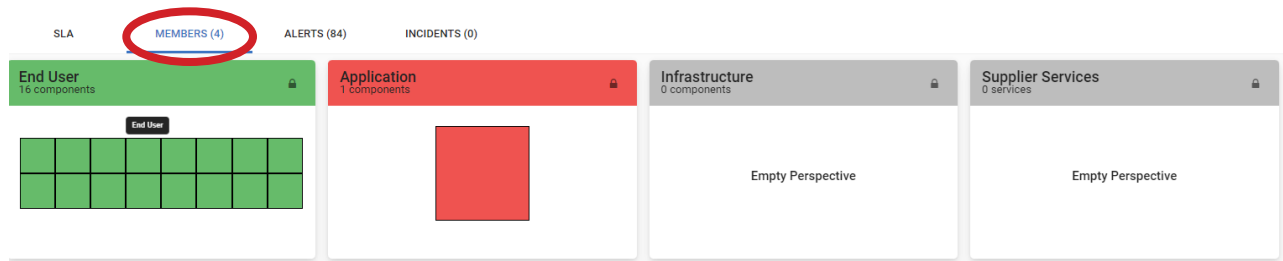 SLA MEMBERS (4) ALERTS (84) INCIDENTS (0)
End User
16 components
End User
Application
1 components
Infrastructure
0 components
Empty Perspective
Supplier Services
0 services
Empty Perspective